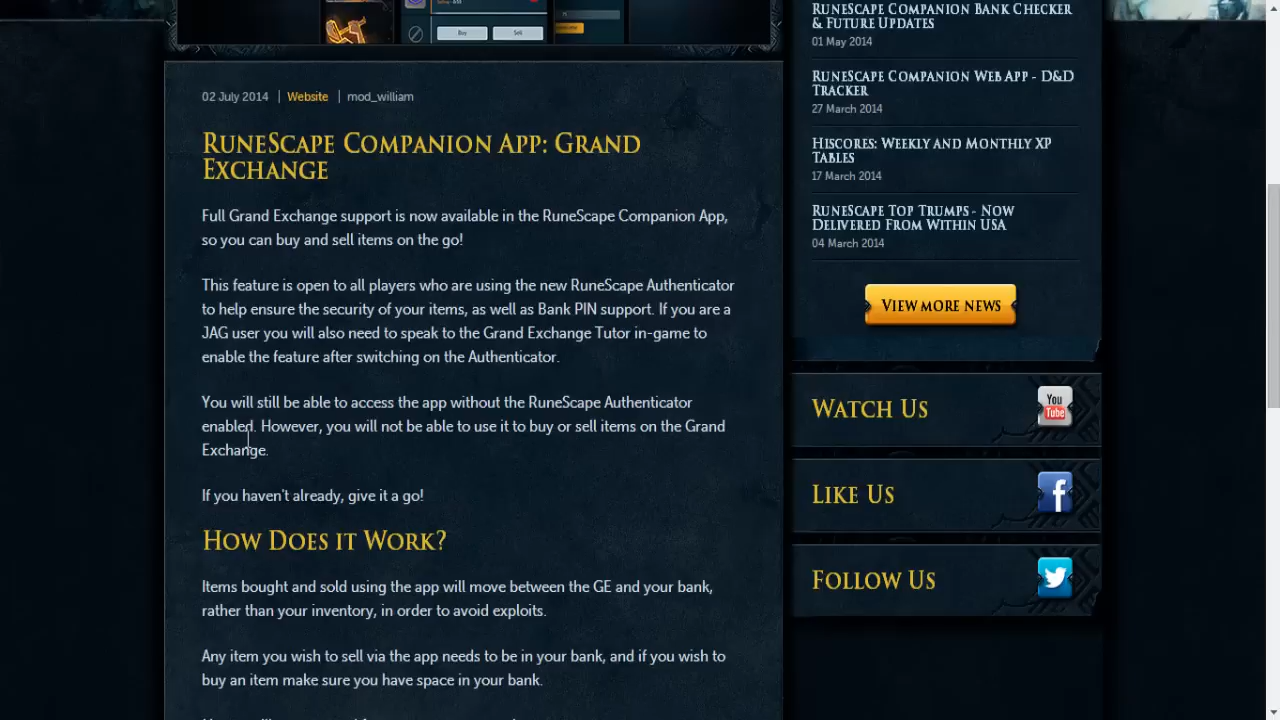 Buy
Sell
02 July 2014 | Website | mod_william
RuneScape Companion App: Grand
Exchange
Full Grand Exchange support is now available in the RuneScape Companion App,
so you can buy and sell items on the go!
This feature is open to all players who are using the new RuneScape Authenticator
to help ensure the security of your items, as well as Bank PIN support. If you are a
JAG user you will also need to speak to the Grand Exchange Tutor in-game to
enable the feature after switching on the Authenticator.
You will still be able to access the app without the RuneScape Authenticator
enabled. However, you will not be able to use it to buy or sell items on the Grand
Exchange.
If you haven't already, give it a go!
How Does it Work?
Items bought and sold using the app will move between the GE and your bank,
rather than your inventory, in order to avoid exploits.
Any item you wish to sell via the app needs to be in your bank, and if you wish to
buy an item make sure you have space in your bank.
RuneScape Companion Bank Checker
& Future Updates
01 May 2014
RuneScape Companion Web App - D&D
Tracker
27 March 2014
Hiscores: Weekly and Monthly XP
Tables
17 March 2014
RuneScape Top Trumps - Now
Delivered From Within USA
04 March 2014
View more news
Watch Us
You
Tube
Like Us
Follow Us